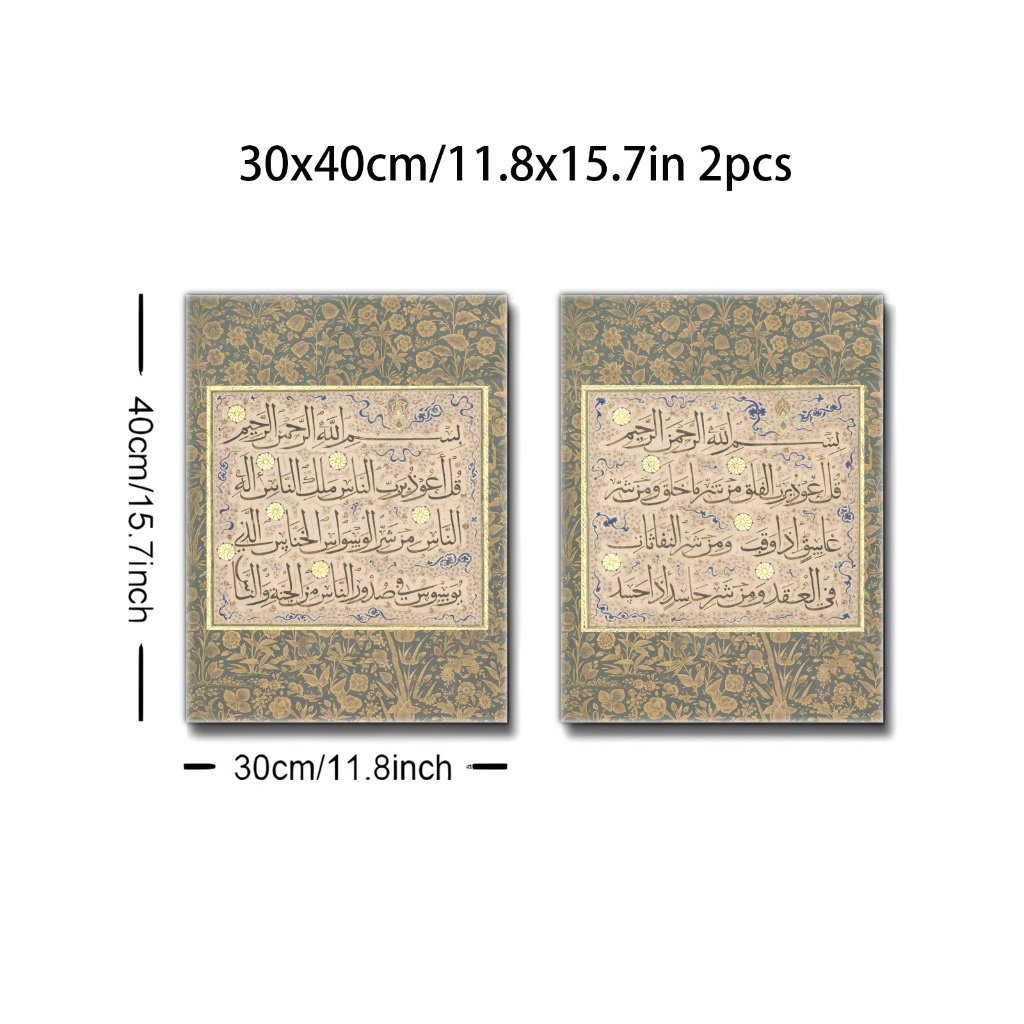 30x40cm/11.8x15.7in 2pcs
40cm/15.7inch
بسم الله الرحمن الرحيم
قل أعوذ برب الناس ملك الناس إله
الناس من شر الوسواس الخناس الذي
يوسوس في صدور الناس من الجنة والناس
بسم الله الرحمن الرحيم
قل أعوذ برب الفلق من شر ما خلق ومن شر
غاسق إذا وقب ومن شر النفاثات
في العقد ومن شر حاسد إذا حسد
30cm/11.8inch